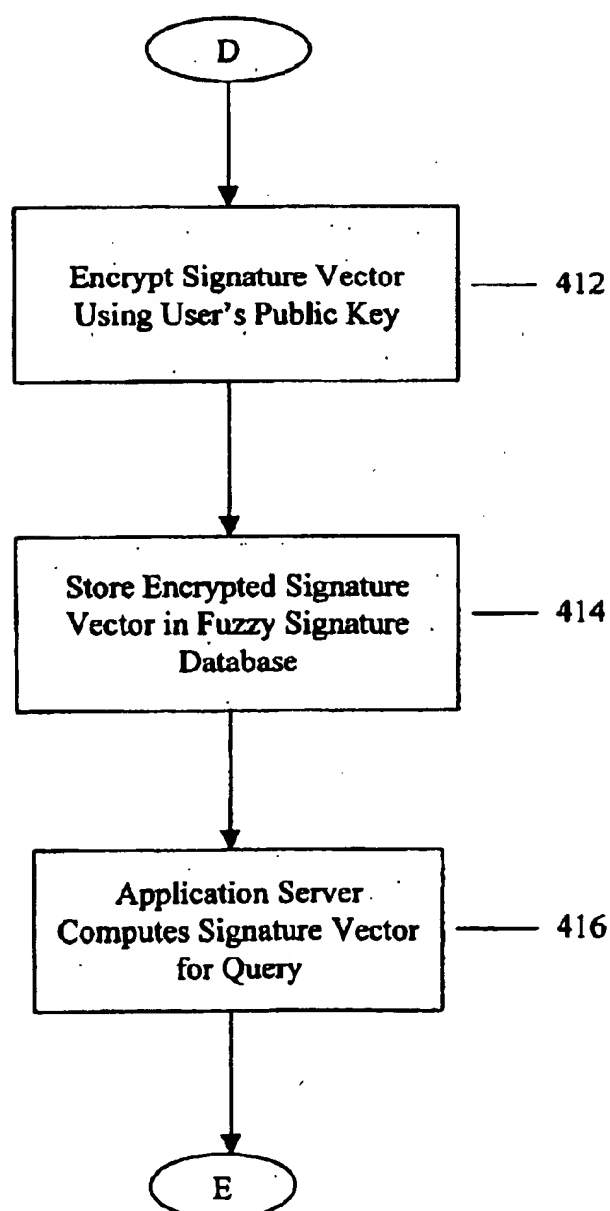 D
Encrypt Signature Vector
Using User's Public Key
412
Store Encrypted Signature
Vector in Fuzzy Signature
Database
414
Application Server
Computes Signature Vector
for Query
416
E